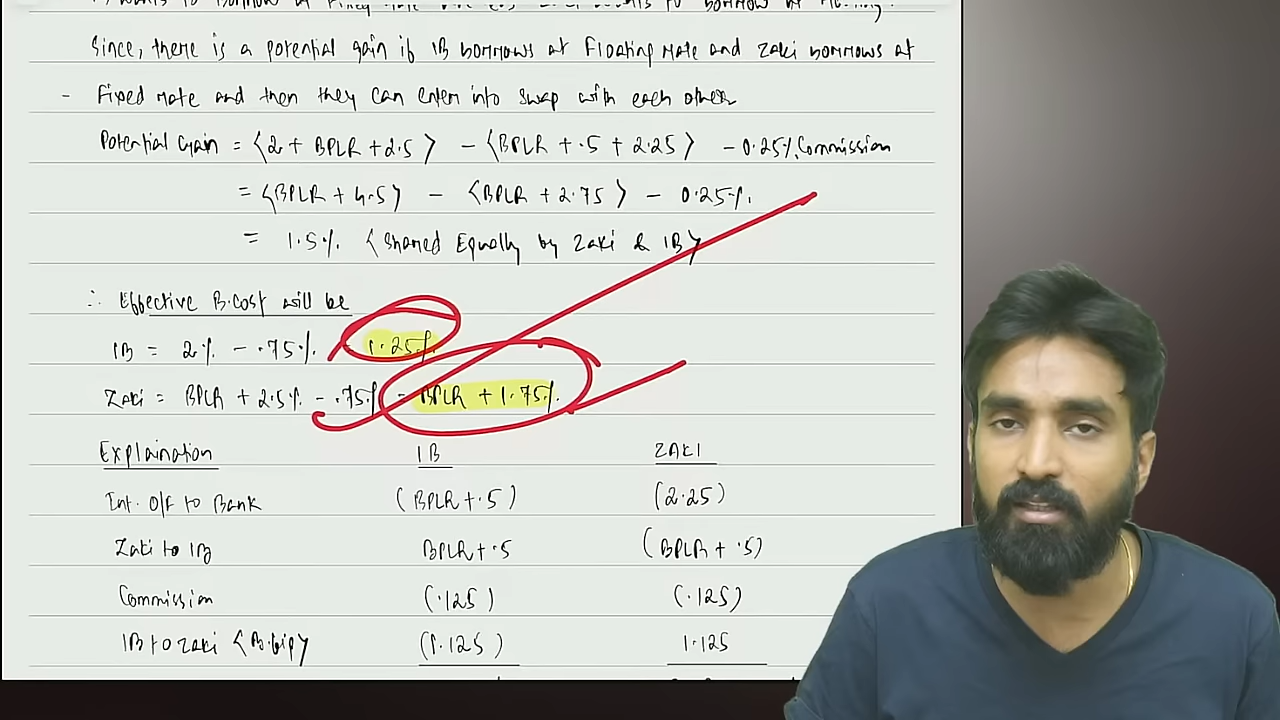 Since, there is a potential gain if IB borrows at Floating rate and Zaki borrows at
- Fixed rate and then they can enter into swap with each other
Potential Gain = <2 + BPLR + 2.5> - <BPLR + .5 + 2.25> - 0.25% Commission
= <BPLR + 4.5> - <BPLR + 2.75> - 0.25%.
= 1.5% <Shared Equally by Zaki & IB>
∴ Effective B.cost will be
IB = 2% - .75% = 1.25%
Zaki = BPLR + 2.5% - .75% = BPLR + 1.75%
Explaination IB ZAKI
Int. O/F to Bank (BPLR + .5) (2.25)
Zaki to IB BPLR + .5 (BPLR + .5)
Commission (.125) (.125)
IB to Zaki (1.125) 1.125